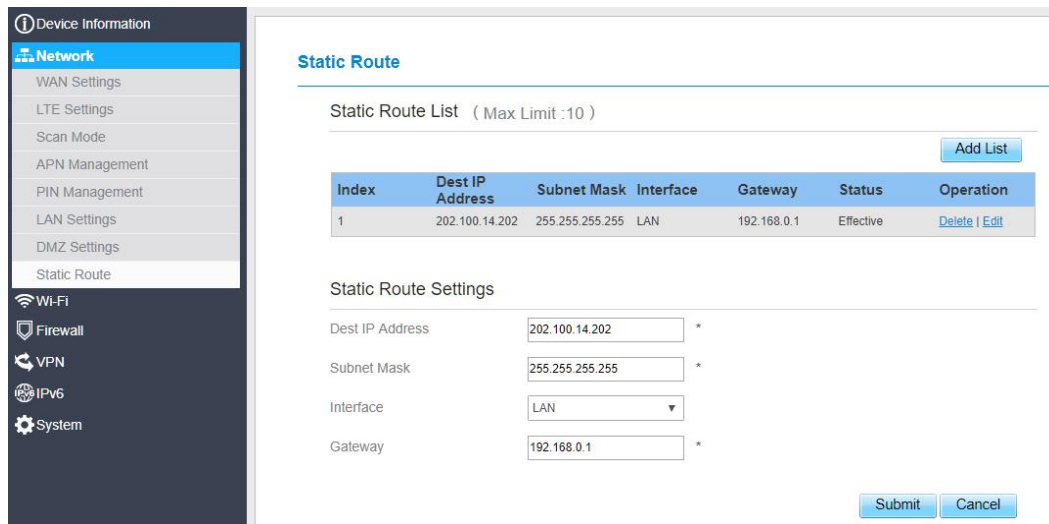 Device Information
Network
WAN Settings
LTE Settings
Scan Mode
APN Management
PIN Management
LAN Settings
DMZ Settings
Static Route
Wi-Fi
Firewall
VPN
IPv6 IPv6
System
Static Route
Static Route List ( Max Limit :10 )
Add List
Index Dest IP Address Subnet Mask Interface Gateway Status Operation
1 202.100.14.202 255.255.255.255 LAN 192.168.0.1 Effective Delete | Edit
Static Route Settings
Dest IP Address 202.100.14.202 *
Subnet Mask 255.255.255.255 *
Interface LAN
Gateway 192.168.0.1 *
Submit Cancel